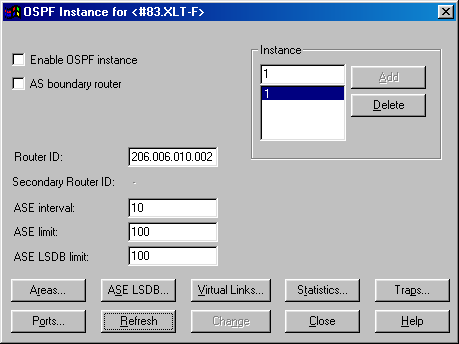 OSPF Instance for <#83.XLT-F>
Enable OSPF instance
AS boundary router
Instance
1
1
Add
Delete
Router ID: 206.006.010.002
Secondary Router ID: -
ASE interval: 10
ASE limit: 100
ASE LSDB limit: 100
Areas... ASE LSDB... Virtual Links... Statistics... Traps...
Ports... Refresh Change Close Help